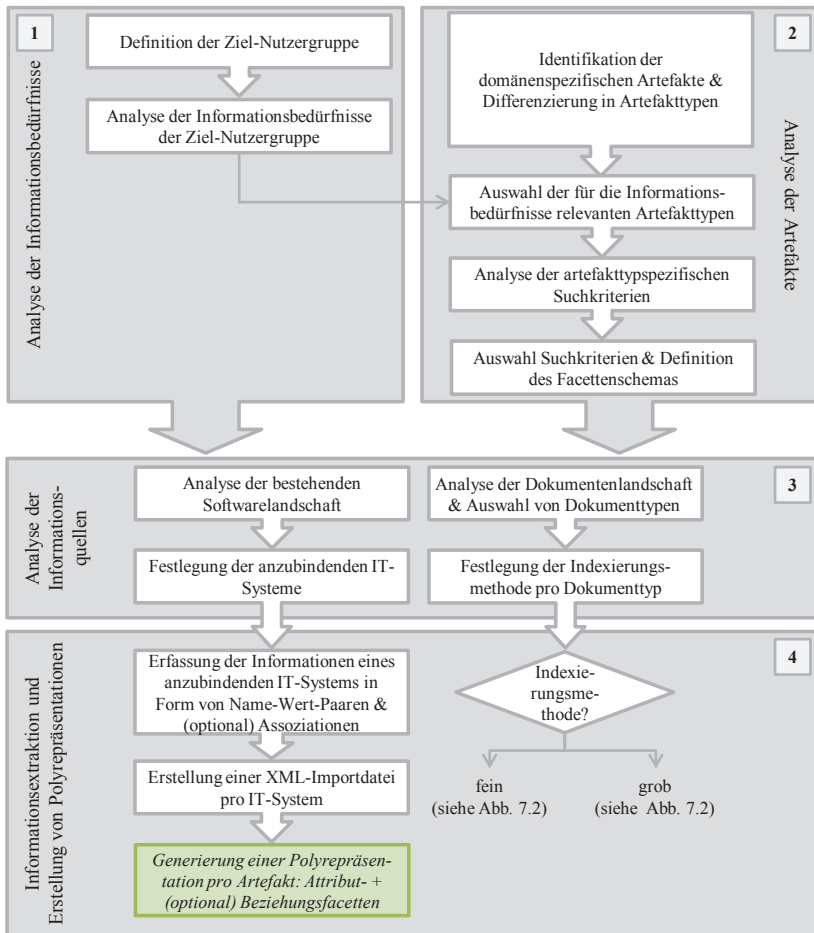 1
Analyse der Informationsbedürfnisse
Definition der Ziel-Nutzergruppe
Analyse der Informationsbedürfnisse
der Ziel-Nutzergruppe
2
Analyse der Artefakte
Identifikation der
domänenspezifischen Artefakte &
Differenzierung in Artefakttypen
Auswahl der für die Informations-
bedürfnisse relevanten Artefakttypen
Analyse der artefakttypspezifischen
Suchkriterien
Auswahl Suchkriterien & Definition
des Facettenschemas
3
Analyse der
Informations-
quellen
Analyse der bestehenden
Softwarelandschaft
Festlegung der anzubindenden IT-
Systeme
Analyse der Dokumentenlandschaft
& Auswahl von Dokumenttypen
Festlegung der Indexierungs-
methode pro Dokumenttyp
4
Informationsextraktion und
Erstellung von Polyrepräsentationen
Erfassung der Informationen eines
anzubindenden IT-Systems in
Form von Name-Wert-Paaren &
(optional) Assoziationen
Erstellung einer XML-Importdatei
pro IT-System
Generierung einer Polyrepräsen-
tation pro Artefakt: Attribut- +
(optional) Beziehungsfacetten
Indexie-
rungsme-
thode?
fein
(siehe Abb. 7.2)
grob
(siehe Abb. 7.2)